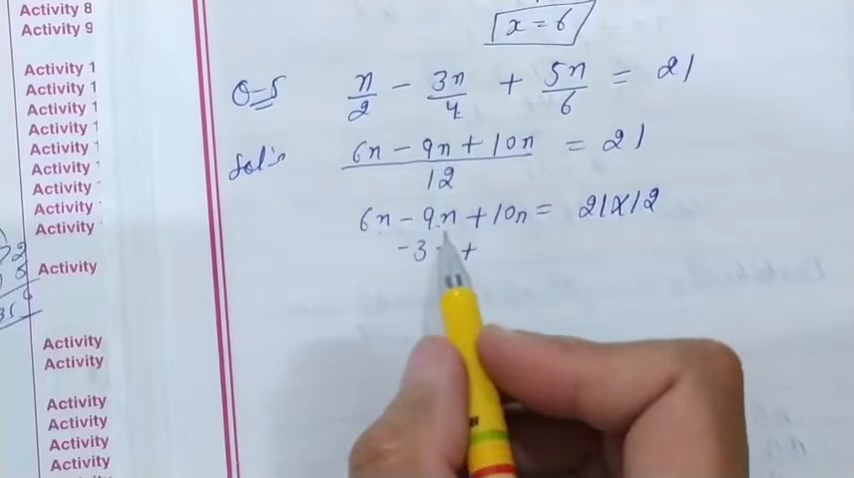 Activity 8
Activity 9
Activity 1
Activity 1
Activity 1
Activity 1
Activity 1
Activity
Activity
Activity
Activity
Activity
Activity
Activity
Activity
Activity
Activity
Activity
x = 6
Q=5 n/2 - 3n/4 + 5n/6 = 21
Sol'n (6n - 9n + 10n)/12 = 21
6n - 9n + 10n = 21×12
-3 +